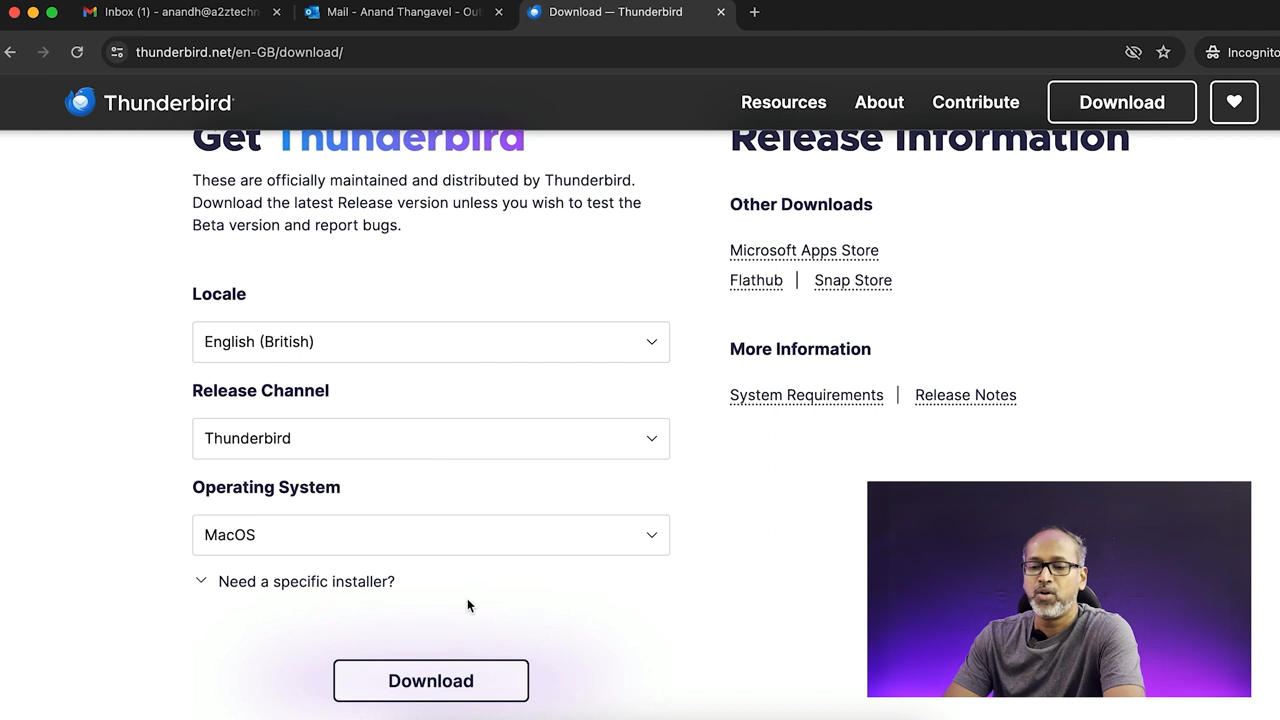 Inbox (1) - anandh@a2ztechn
Mail - Anand Thangavel - Out
Download — Thunderbird
thunderbird.net/en-GB/download/
Incognito
Thunderbird
Resources
About
Contribute
Download
Get Thunderbird
These are officially maintained and distributed by Thunderbird.
Download the latest Release version unless you wish to test the
Beta version and report bugs.
Locale
English (British)
Release Channel
Thunderbird
Operating System
MacOS
Need a specific installer?
Download
Release Information
Other Downloads
Microsoft Apps Store
Flathub | Snap Store
More Information
System Requirements | Release Notes